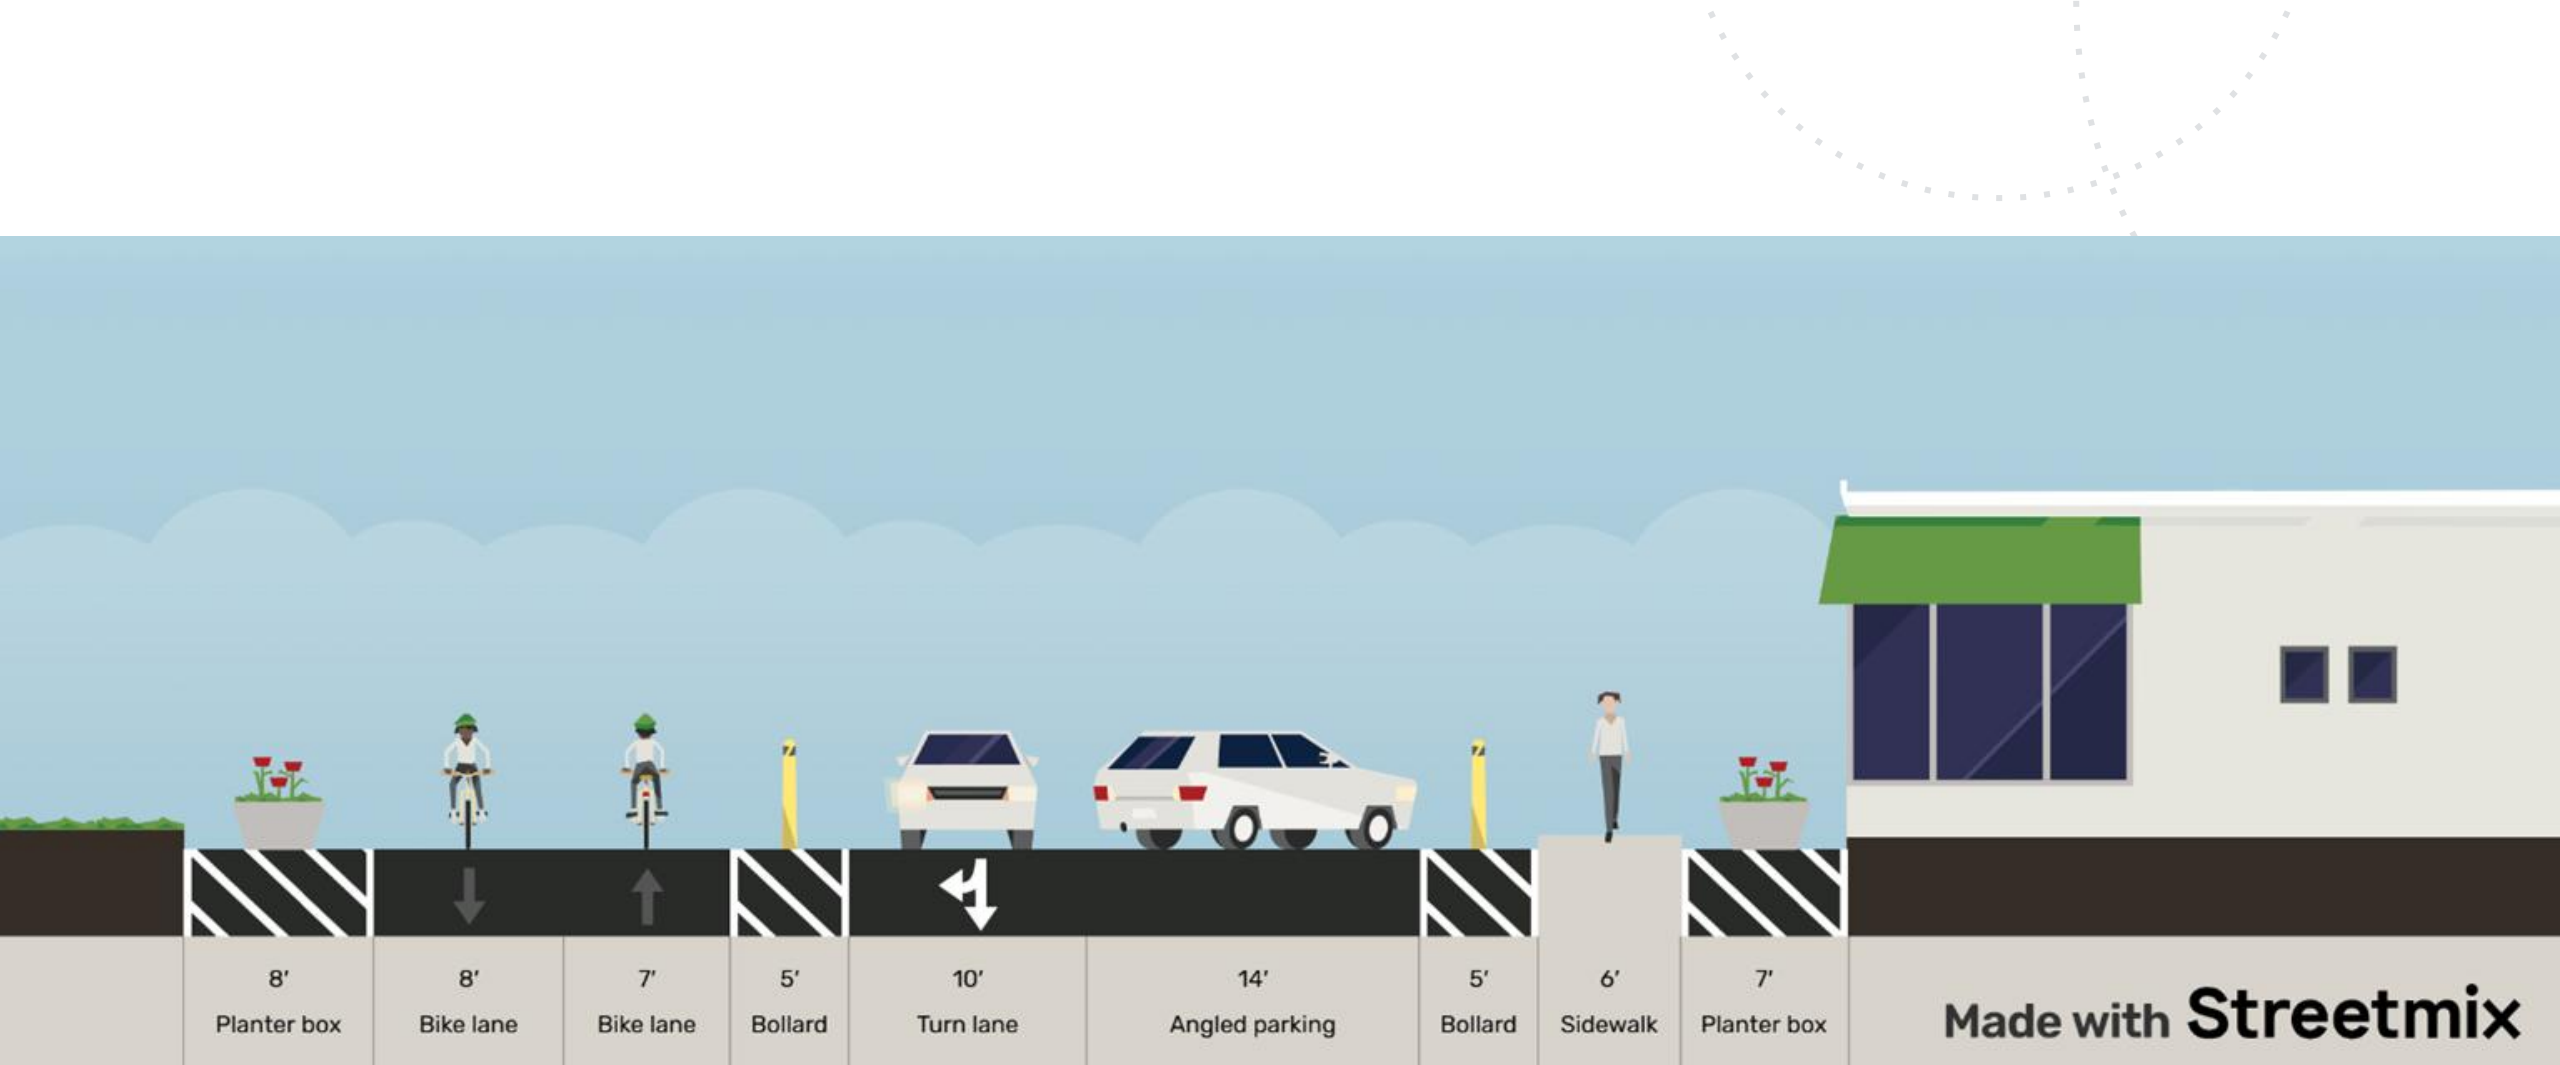 8′
Planter box
8′
Bike lane
7′
Bike lane
5′
Bollard
10′
Turn lane
14′
Angled parking
5′
Bollard
6′
Sidewalk
7′
Planter box
Made with Streetmix